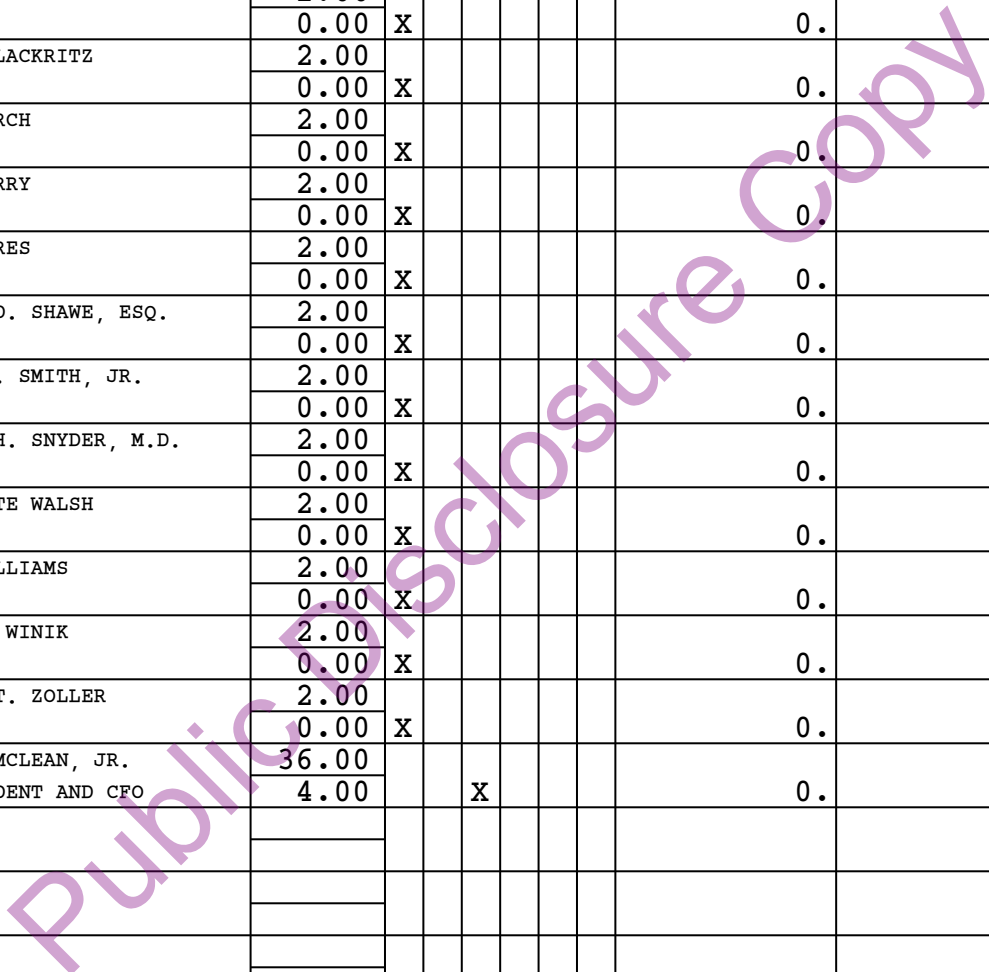 0.00 X 0.
LACKRITZ 2.00
0.00 X 0.
RCH 2.00
0.00 X 0.
RRY 2.00
0.00 X 0.
RES 2.00
0.00 X 0.
D. SHAWE, ESQ. 2.00
0.00 X 0.
. SMITH, JR. 2.00
0.00 X 0.
H. SNYDER, M.D. 2.00
0.00 X 0.
TE WALSH 2.00
0.00 X 0.
LLIAMS 2.00
0.00 X 0.
WINIK 2.00
0.00 X 0.
T. ZOLLER 2.00
0.00 X 0.
MCLEAN, JR. 36.00
DENT AND CFO 4.00 X 0.
Public Disclosure Copy